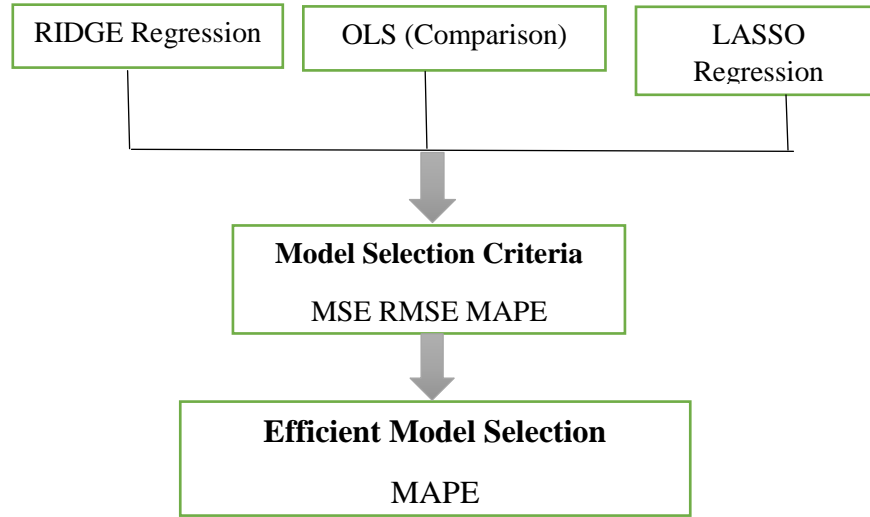 RIDGE Regression
OLS (Comparison)
LASSO
Regression
Model Selection Criteria
MSE RMSE MAPE
Efficient Model Selection
MAPE